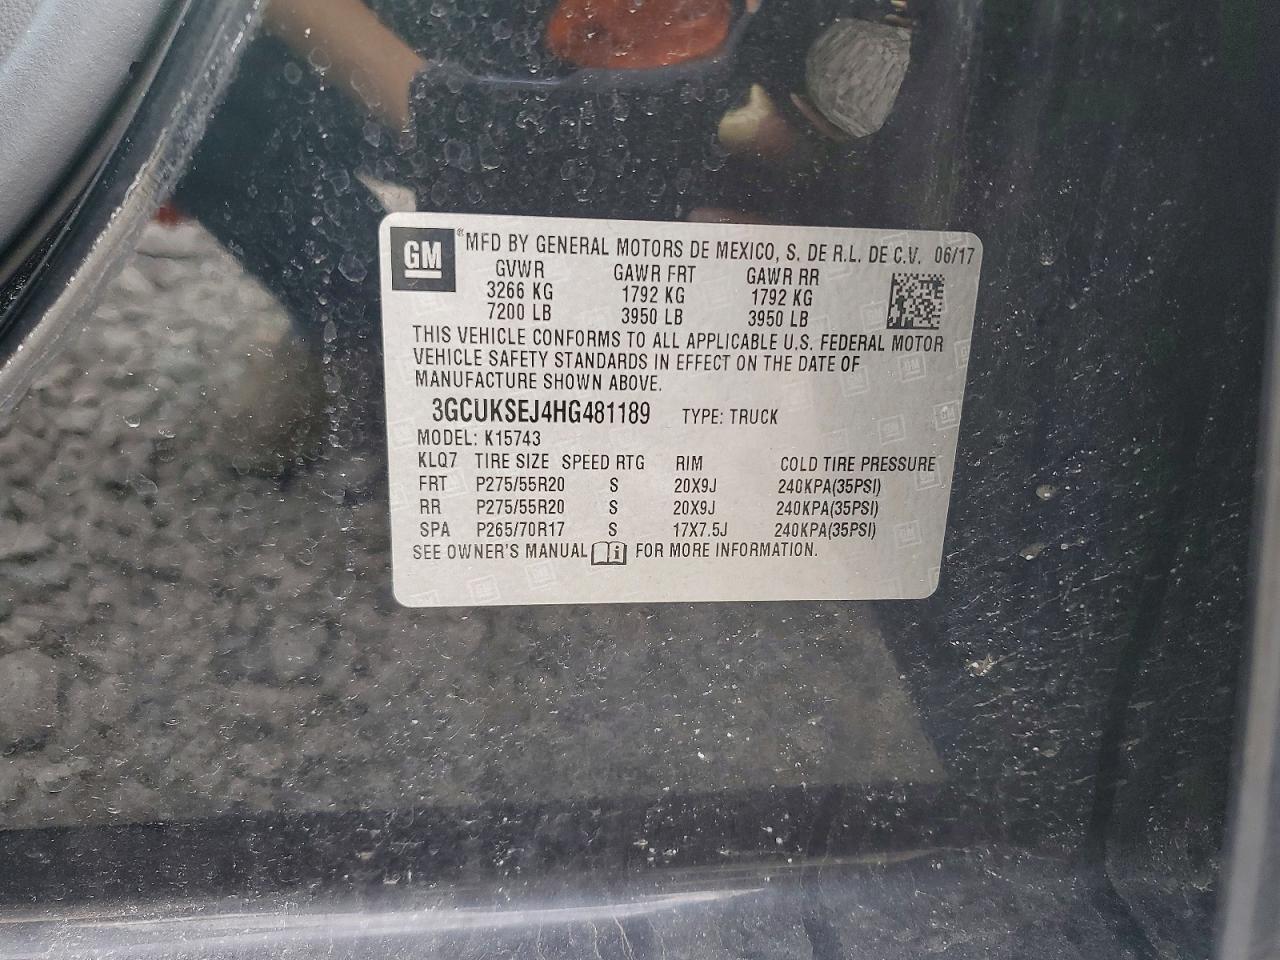 GM ® MFD BY GENERAL MOTORS DE MEXICO, S. DE R.L. DE C.V. 06/17
GVWR GAWR FRT GAWR RR
3266 KG 1792 KG 1792 KG
7200 LB 3950 LB 3950 LB
THIS VEHICLE CONFORMS TO ALL APPLICABLE U.S. FEDERAL MOTOR
VEHICLE SAFETY STANDARDS IN EFFECT ON THE DATE OF
MANUFACTURE SHOWN ABOVE.
3GCUKSEJ4HG481189 TYPE: TRUCK
MODEL: K15743
KLQ7 TIRE SIZE SPEED RTG RIM COLD TIRE PRESSURE
FRT P275/55R20 S 20X9J 240KPA(35PSI)
RR P275/55R20 S 20X9J 240KPA(35PSI)
SPA P265/70R17 S 17X7.5J 240KPA(35PSI)
SEE OWNER'S MANUAL i FOR MORE INFORMATION.